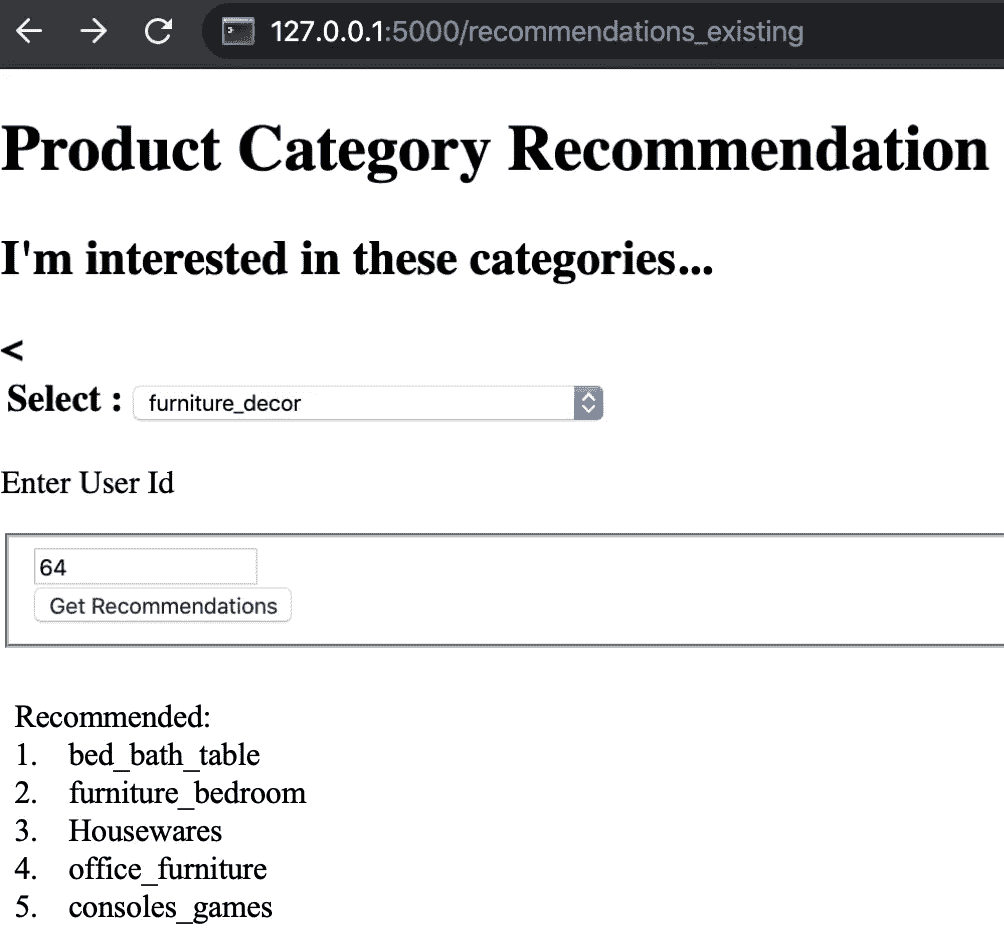 127.0.0.1:5000/recommendations_existing
Product Category Recommendation
I'm interested in these categories...
<
Select : furniture_decor
Enter User Id
64
Get Recommendations
Recommended:
1. bed_bath_table
2. furniture_bedroom
3. Housewares
4. office_furniture
5. consoles_games